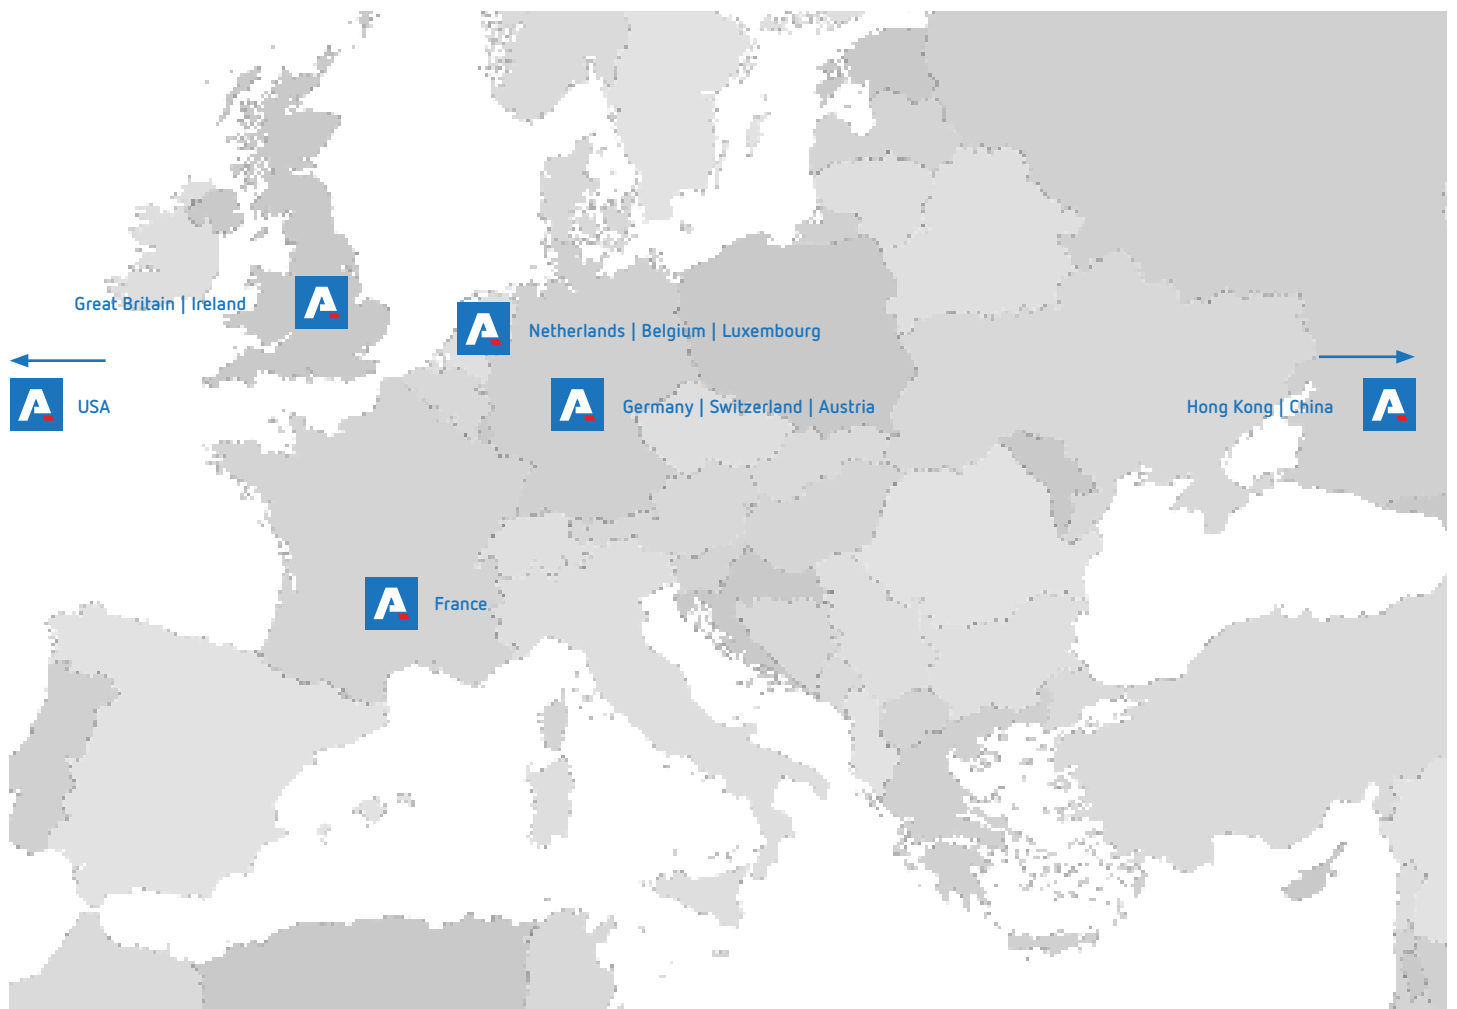 Great Britain | Ireland
Netherlands | Belgium | Luxembourg
USA
Germany | Switzerland | Austria
Hong Kong | China
France